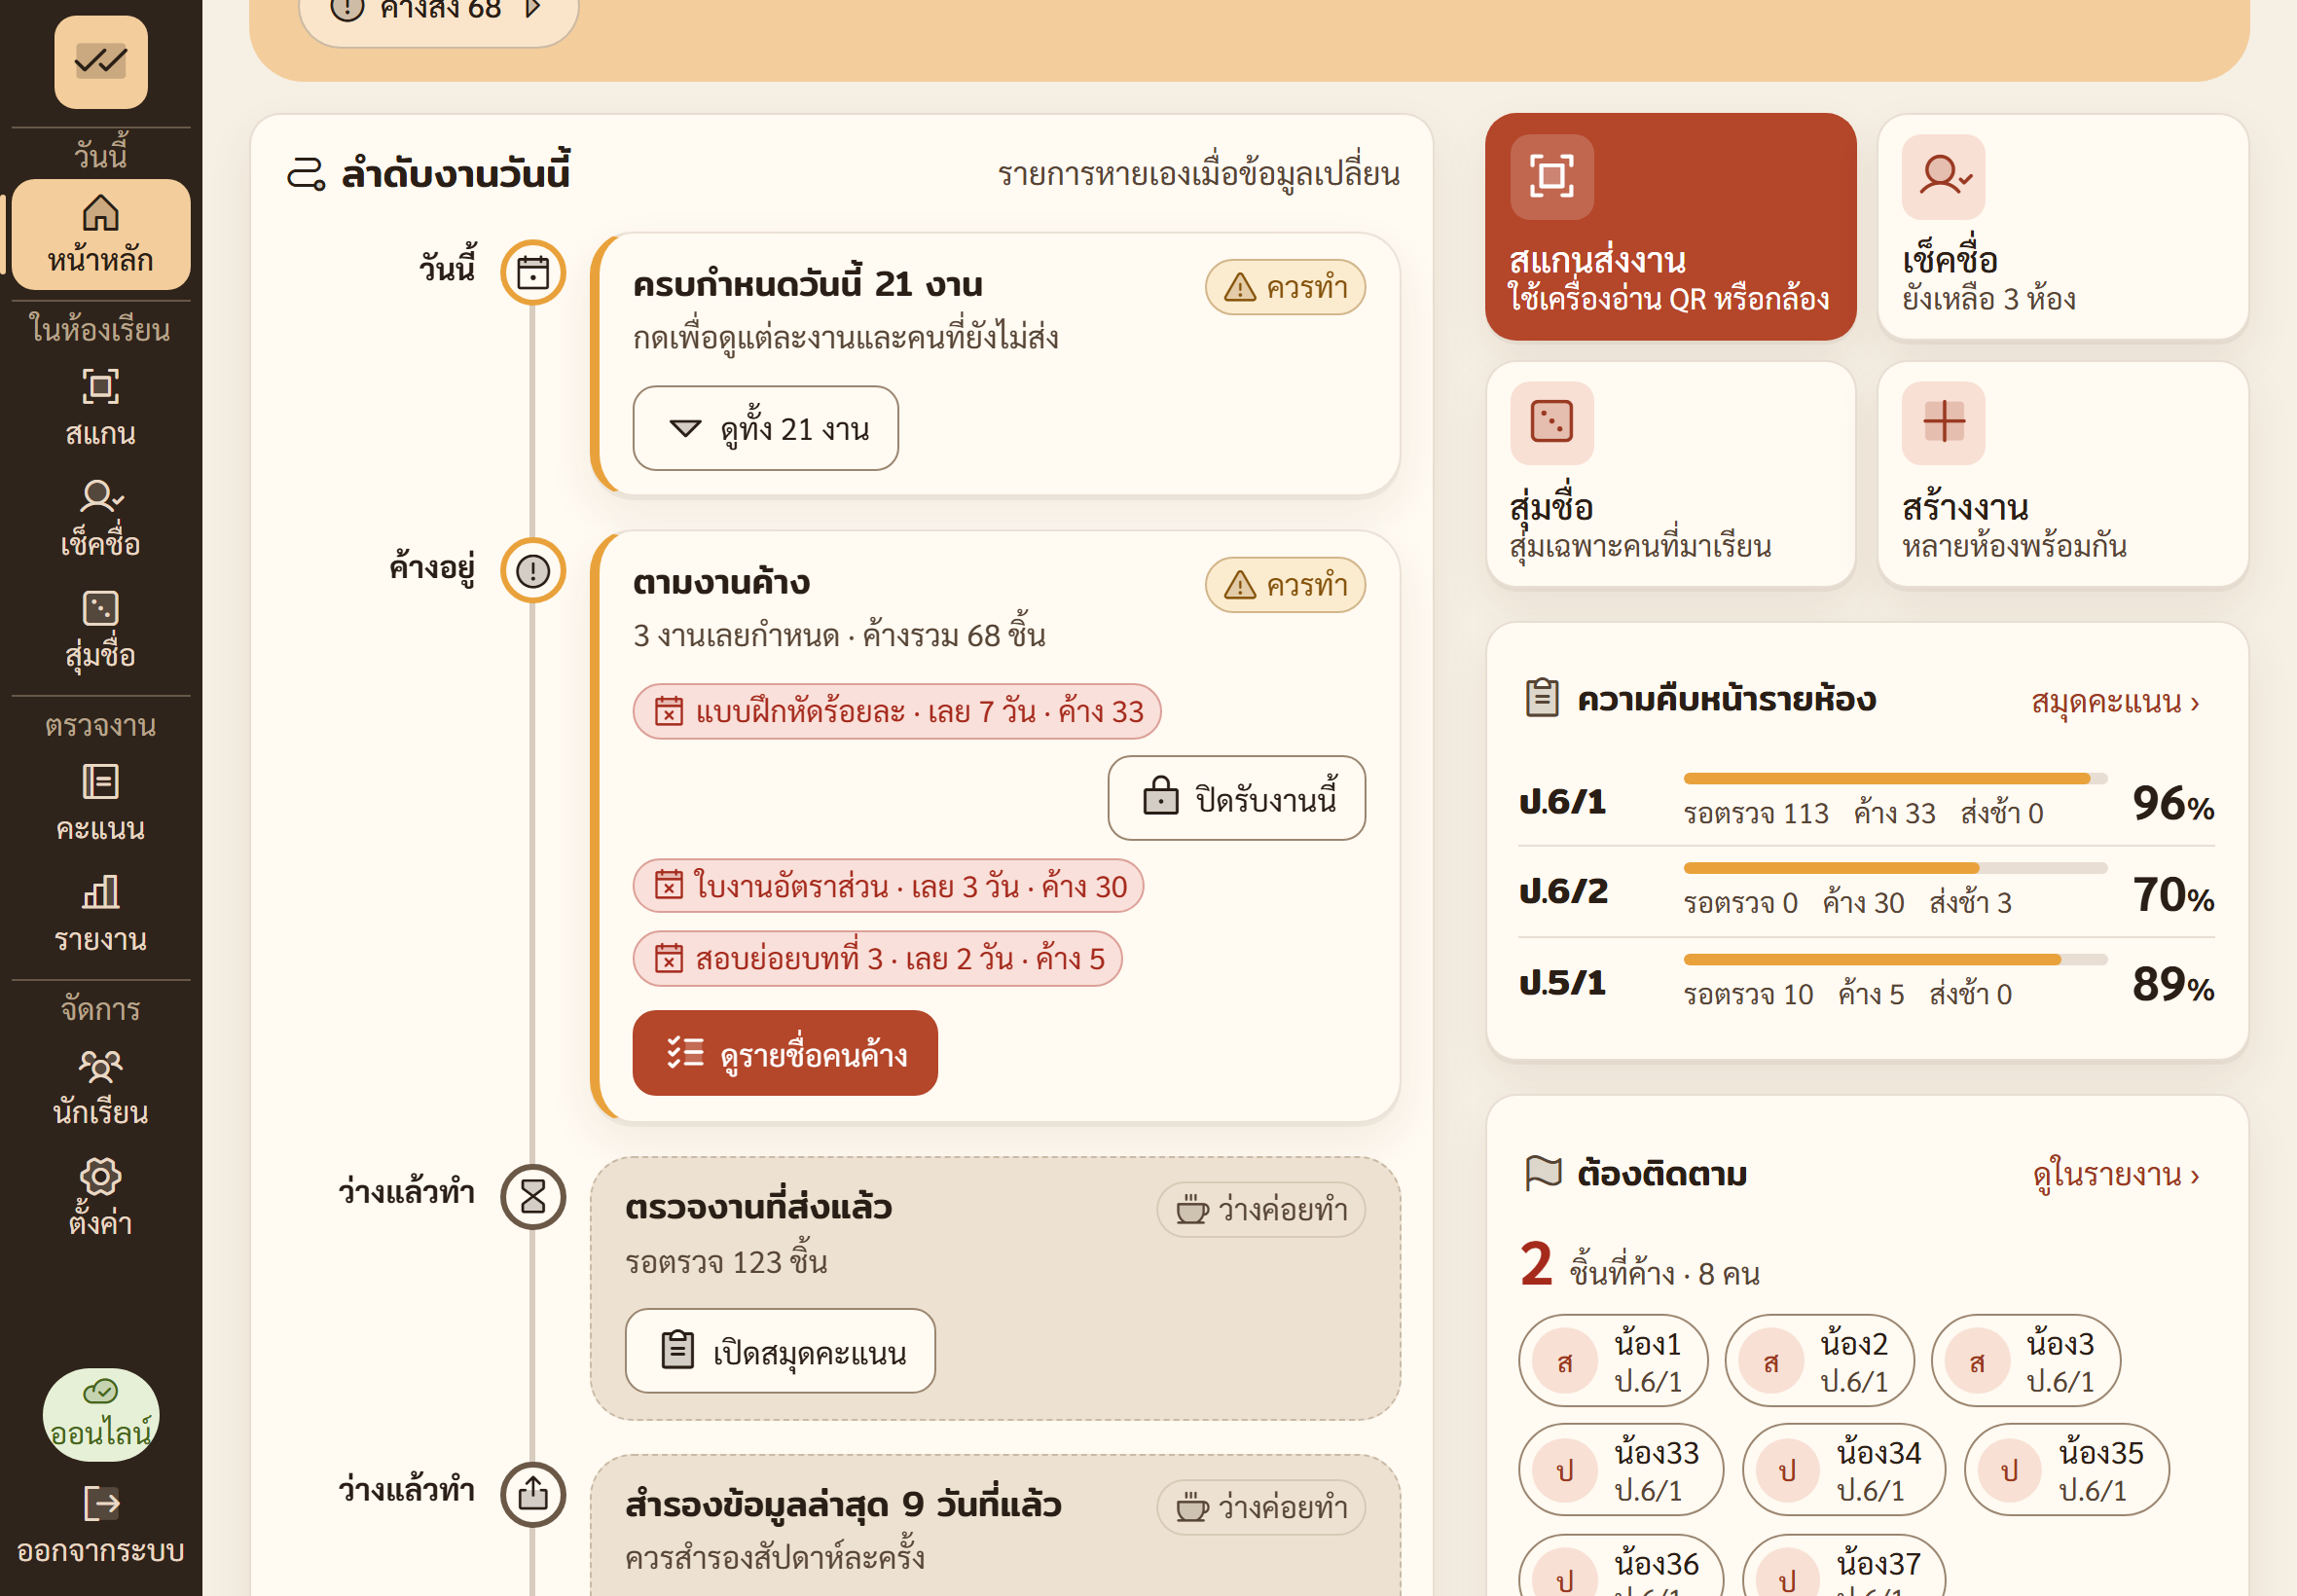 วันนี้
หน้าหลัก
ในห้องเรียน
สแกน
เช็คชื่อ
สุ่มชื่อ
ตรวจงาน
คะแนน
รายงาน
จัดการ
นักเรียน
ตั้งค่า
ออนไลน์
ออกจากระบบ
ค้างส่ง 68
ลำดับงานวันนี้
รายการหายเองเมื่อข้อมูลเปลี่ยน
วันนี้
ครบกำหนดวันนี้ 21 งาน
ควรทำ
กดเพื่อดูแต่ละงานและคนที่ยังไม่ส่ง
ดูทั้ง 21 งาน
ค้างอยู่
ตามงานค้าง
ควรทำ
3 งานเลยกำหนด · ค้างรวม 68 ชิ้น
แบบฝึกหัดร้อยละ · เลย 7 วัน · ค้าง 33
ปิดรับงานนี้
ใบงานอัตราส่วน · เลย 3 วัน · ค้าง 30
สอบย่อยบทที่ 3 · เลย 2 วัน · ค้าง 5
ดูรายชื่อคนค้าง
ว่างแล้วทำ
ตรวจงานที่ส่งแล้ว
ว่างค่อยทำ
รอตรวจ 123 ชิ้น
เปิดสมุดคะแนน
ว่างแล้วทำ
สำรองข้อมูลล่าสุด 9 วันที่แล้ว
ว่างค่อยทำ
ควรสำรองสัปดาห์ละครั้ง
สแกนส่งงาน
ใช้เครื่องอ่าน QR หรือกล้อง
เช็คชื่อ
ยังเหลือ 3 ห้อง
สุ่มชื่อ
สุ่มเฉพาะคนที่มาเรียน
สร้างงาน
หลายห้องพร้อมกัน
ความคืบหน้ารายห้อง
สมุดคะแนน ›
ป.6/1
รอตรวจ 113 ค้าง 33 ส่งช้า 0
96%
ป.6/2
รอตรวจ 0 ค้าง 30 ส่งช้า 3
70%
ป.5/1
รอตรวจ 10 ค้าง 5 ส่งช้า 0
89%
ต้องติดตาม
ดูในรายงาน ›
2 ชิ้นที่ค้าง · 8 คน
ส น้อง1
ป.6/1
ส น้อง2
ป.6/1
ส น้อง3
ป.6/1
ป น้อง33
ป.6/1
ป น้อง34
ป.6/1
ป น้อง35
ป.6/1
ป น้อง36
ป.6/1
ป น้อง37
ป.6/1